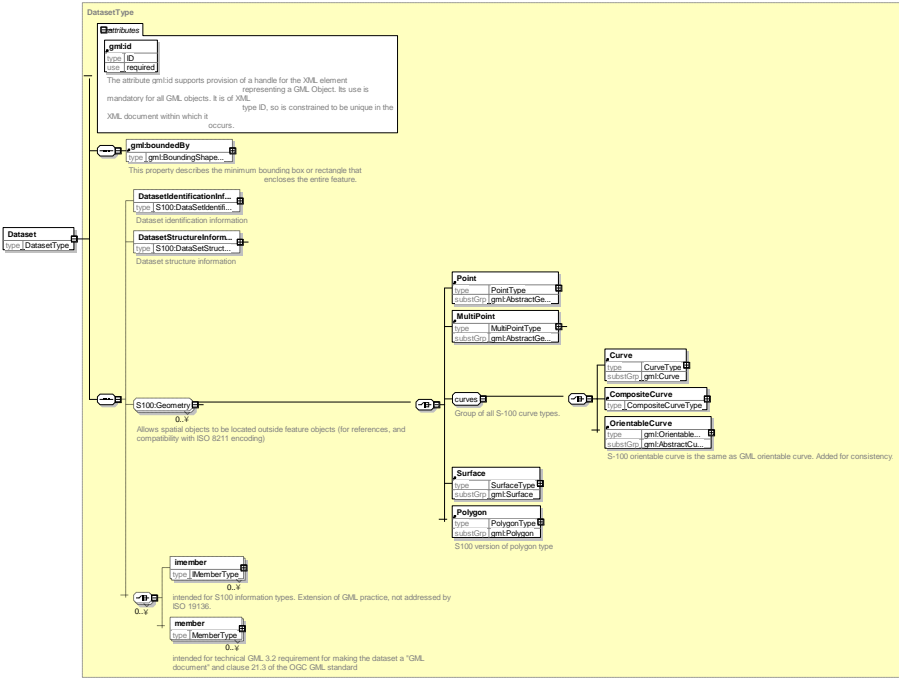 DatasetType
attributes
gml:id
type ID
use required
The attribute gml:id supports provision of a handle for the XML element
representing a GML Object. Its use is
mandatory for all GML objects. It is of XML
type ID, so is constrained to be unique in the
XML document within which it
occurs.
gml:boundedBy
type gml:BoundingShape...
This property describes the minimum bounding box or rectangle that
encloses the entire feature.
DatasetIdentificationInf...
type S100:DataSetIdentifi...
Dataset identification information
Dataset
type DatasetType
DatasetStructureInform...
type S100:DataSetStruct...
Dataset structure information
Point
type PointType
substGrp gml:AbstractGe...
MultiPoint
type MultiPointType
substGrp gml:AbstractGe...
Curve
type CurveType
substGrp gml:Curve
S100:Geometry
0..¥
Allows spatial objects to be located outside feature objects (for references, and
compatibility with ISO 8211 encoding)
curves
Group of all S-100 curve types.
CompositeCurve
type CompositeCurveType
OrientableCurve
type gml:Orientable...
substGrp gml:AbstractCu...
S-100 orientable curve is the same as GML orientable curve. Added for consistency.
Surface
type SurfaceType
substGrp gml:Surface
Polygon
type PolygonType
substGrp gml:Polygon
S100 version of polygon type
imember
type IMemberType
0..¥
intended for S100 information types. Extension of GML practice, not addressed by
ISO 19136.
0..¥
member
type MemberType
0..¥
intended for technical GML 3.2 requirement for making the dataset a "GML
document" and clause 21.3 of the OGC GML standard